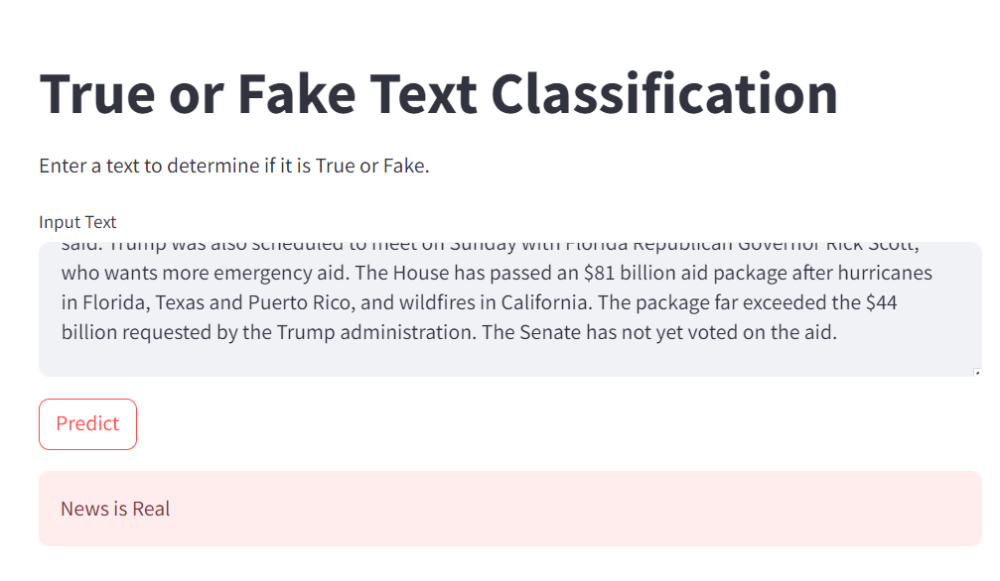 True or Fake Text Classification
Enter a text to determine if it is True or Fake.
Input Text
said. Trump was also scheduled to meet on Sunday with Florida Republican Governor Rick Scott,
who wants more emergency aid. The House has passed an $81 billion aid package after hurricanes
in Florida, Texas and Puerto Rico, and wildfires in California. The package far exceeded the $44
billion requested by the Trump administration. The Senate has not yet voted on the aid.
Predict
News is Real